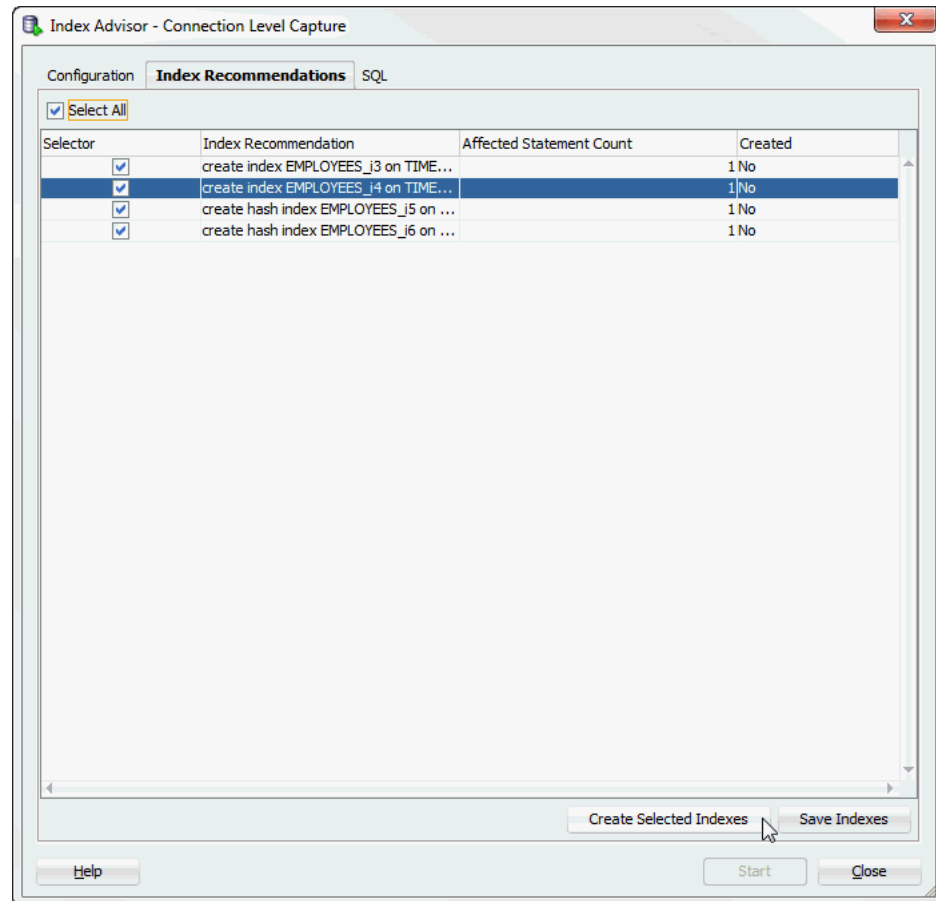 Index Advisor - Connection Level Capture
Configuration Index Recommendations SQL
Select All
Selector Index Recommendation Affected Statement Count Created
create index EMPLOYEES_i3 on TIME... 1 No
create index EMPLOYEES_i4 on TIME... 1 No
create hash index EMPLOYEES_i5 on ... 1 No
create hash index EMPLOYEES_i6 on ... 1 No
Create Selected Indexes Save Indexes
Help Start Close